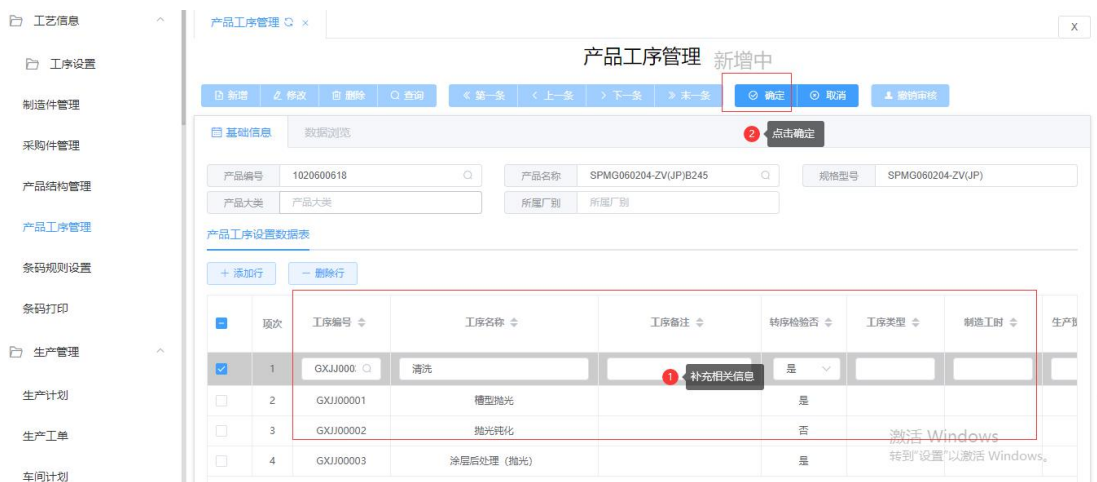 工艺信息
产品工序管理
X
工序设置
产品工序管理 新增中
制造件管理
新增 修改 删除 查询 第一条 上一条 下一条 末一条 确定 取消 撤销审核
基础信息 数据浏览 2 点击确定
采购件管理
产品编号 1020600618 产品名称 SPMG060204-ZV(JP)B245 规格型号 SPMG060204-ZV(JP)
产品结构管理
产品大类 产品大类 所属厂别 所属厂别
产品工序管理
产品工序设置数据表
条码规则设置
添加行 删除行
条码打印
项次 工序编号 工序名称 工序备注 转序检验否 工序类型 制造工时
生产管理
1 清洗 1 补充相关信息 是
生产计划
2 GXJJ00001 槽型抛光 是
生产工单
3 GXJJ00002 抛光钝化 否
激活 Windows
4 GXJJ00003 涂层后处理（抛光） 是
转到"设置"以激活 Windows。
车间计划